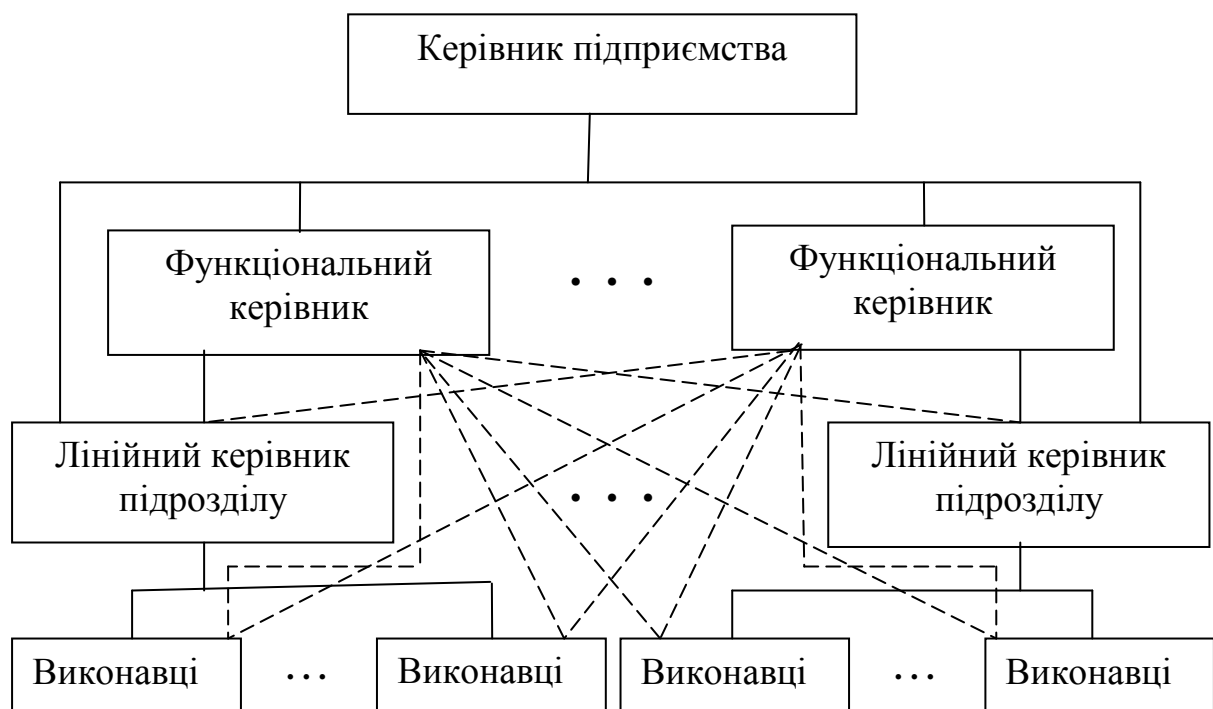 Керівник підприємства
Функціональний
керівник
. . .
Функціональний
керівник
Лінійний керівник
підрозділу
. . .
Лінійний керівник
підрозділу
Виконавці
…
Виконавці
Виконавці
…
Виконавці